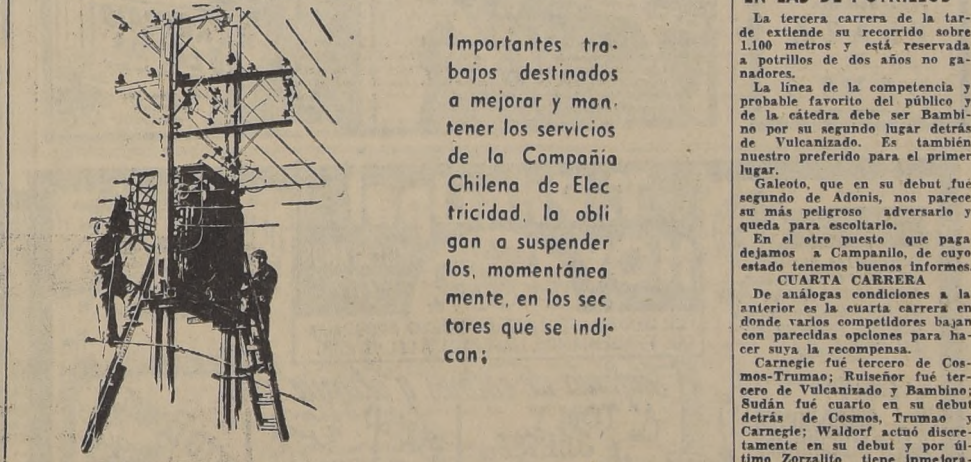 Importantes tra-
bajos destinados
a mejorar y man-
tener los servicios
de la Compañía
Chilena de Elec
tricidad, la obli
gan a suspender
los, momentánea
mente, en los sec
tores que se indi-
can;
La tercera carrera de la tar-
de extiende su recorrido sobre
1.100 metros y está reservada
a potrillos de dos años no ga-
nadores.
La línea de la competencia y
probable favorito del público y
de la cátedra debe ser Bambi-
no por su segundo lugar detrás
de Vulcanizado. Es también
nuestro preferido para el primer
lugar.
Galeoto, que en su debut fué
segundo de Adonis, nos parece
su más peligroso adversario y
queda para escoltarlo.
En el otro puesto que paga
dejamos a Campanilo, de cuyo
estado tenemos buenos informes
CUARTA CARRERA
De análogas condiciones a la
anterior es la cuarta carrera en
donde varios competidores bajan
con parecidas opciones para ha-
cer suya la recompensa.
Carnegie fué tercero de Cos-
mos-Trumao; Ruiseñor fué ter-
cero de Vulcanizado y Bambino;
Sudán fué cuarto en su debut
detrás de Cosmos, Trumao y
Carnegie; Waldorf actuó discre-
tamente en su debut y por úl-
timo Zorzalito tiene inmejora-